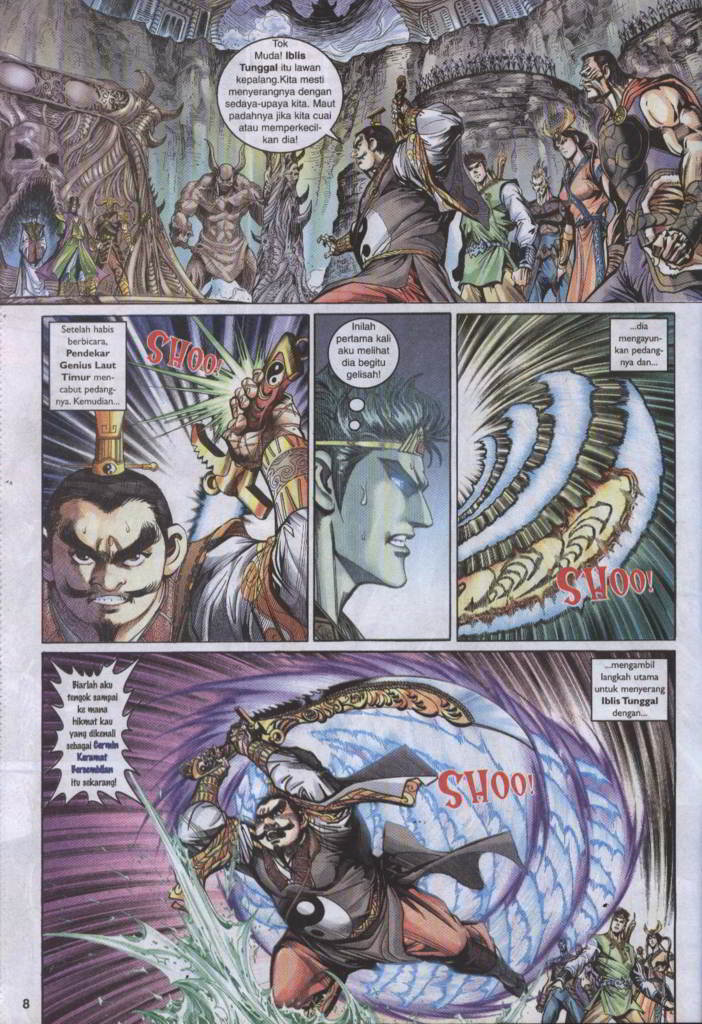 Tok
Muda! Iblis
Tunggal itu lawan
kepalang.Kita mesti
menyerangnya dengan
sedaya-upaya kita. Maut
padahnya jika kita cuai
atau memperkecil-
kan dia!
Setelah habis
berbicara,
Pendekar
Genius Laut
Timur men-
cabut pedang-
nya. Kemudian...
SHOO!
Inilah
pertama kali
aku melihat
dia begitu
gelisah!
...dia
mengayun-
kan pedang-
nya dan...
SHOO!
Biarlah aku
tengok sampai
ke mana
hikmat kau
yang dikenali
sebagai Cermin
Keramat
Bersembilan
itu sekarang!
...mengambil
langkah utama
untuk menyerang
Iblis Tunggal
dengan...
SHOO!
8